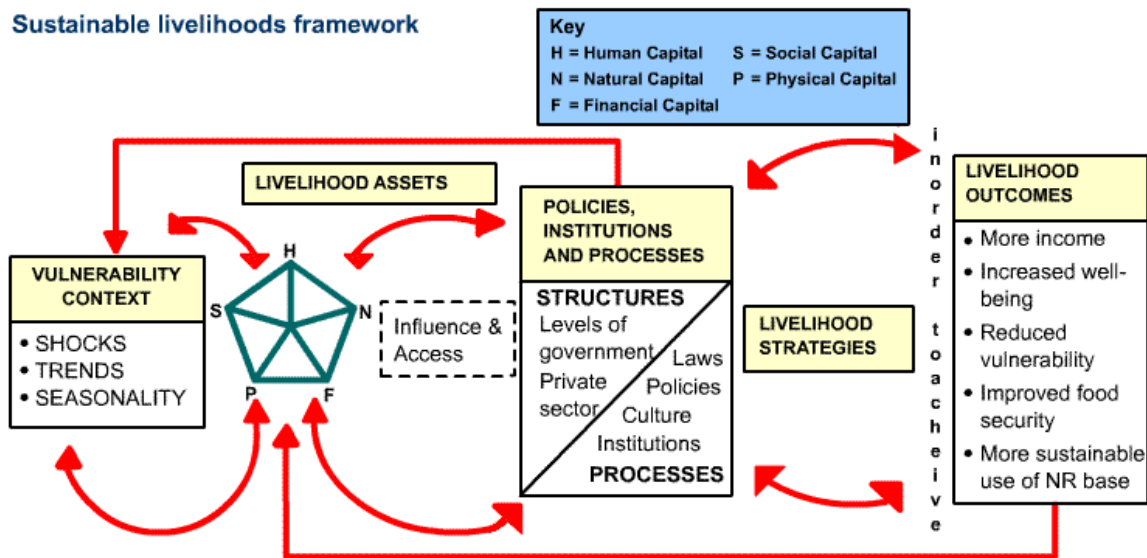 Sustainable livelihoods framework
Key
H = Human Capital S = Social Capital
N = Natural Capital P = Physical Capital
F = Financial Capital
LIVELIHOOD ASSETS
VULNERABILITY
CONTEXT
• SHOCKS
• TRENDS
• SEASONALITY
H
S
N
P
F
Influence &
Access
POLICIES,
INSTITUTIONS
AND PROCESSES
STRUCTURES
Levels of
government
Private
sector
Laws
Policies
Culture
Institutions
PROCESSES
LIVELIHOOD
STRATEGIES
inorder toacheive
LIVELIHOOD
OUTCOMES
• More income
• Increased well-
being
• Reduced
vulnerability
• Improved food
security
• More sustainable
use of NR base